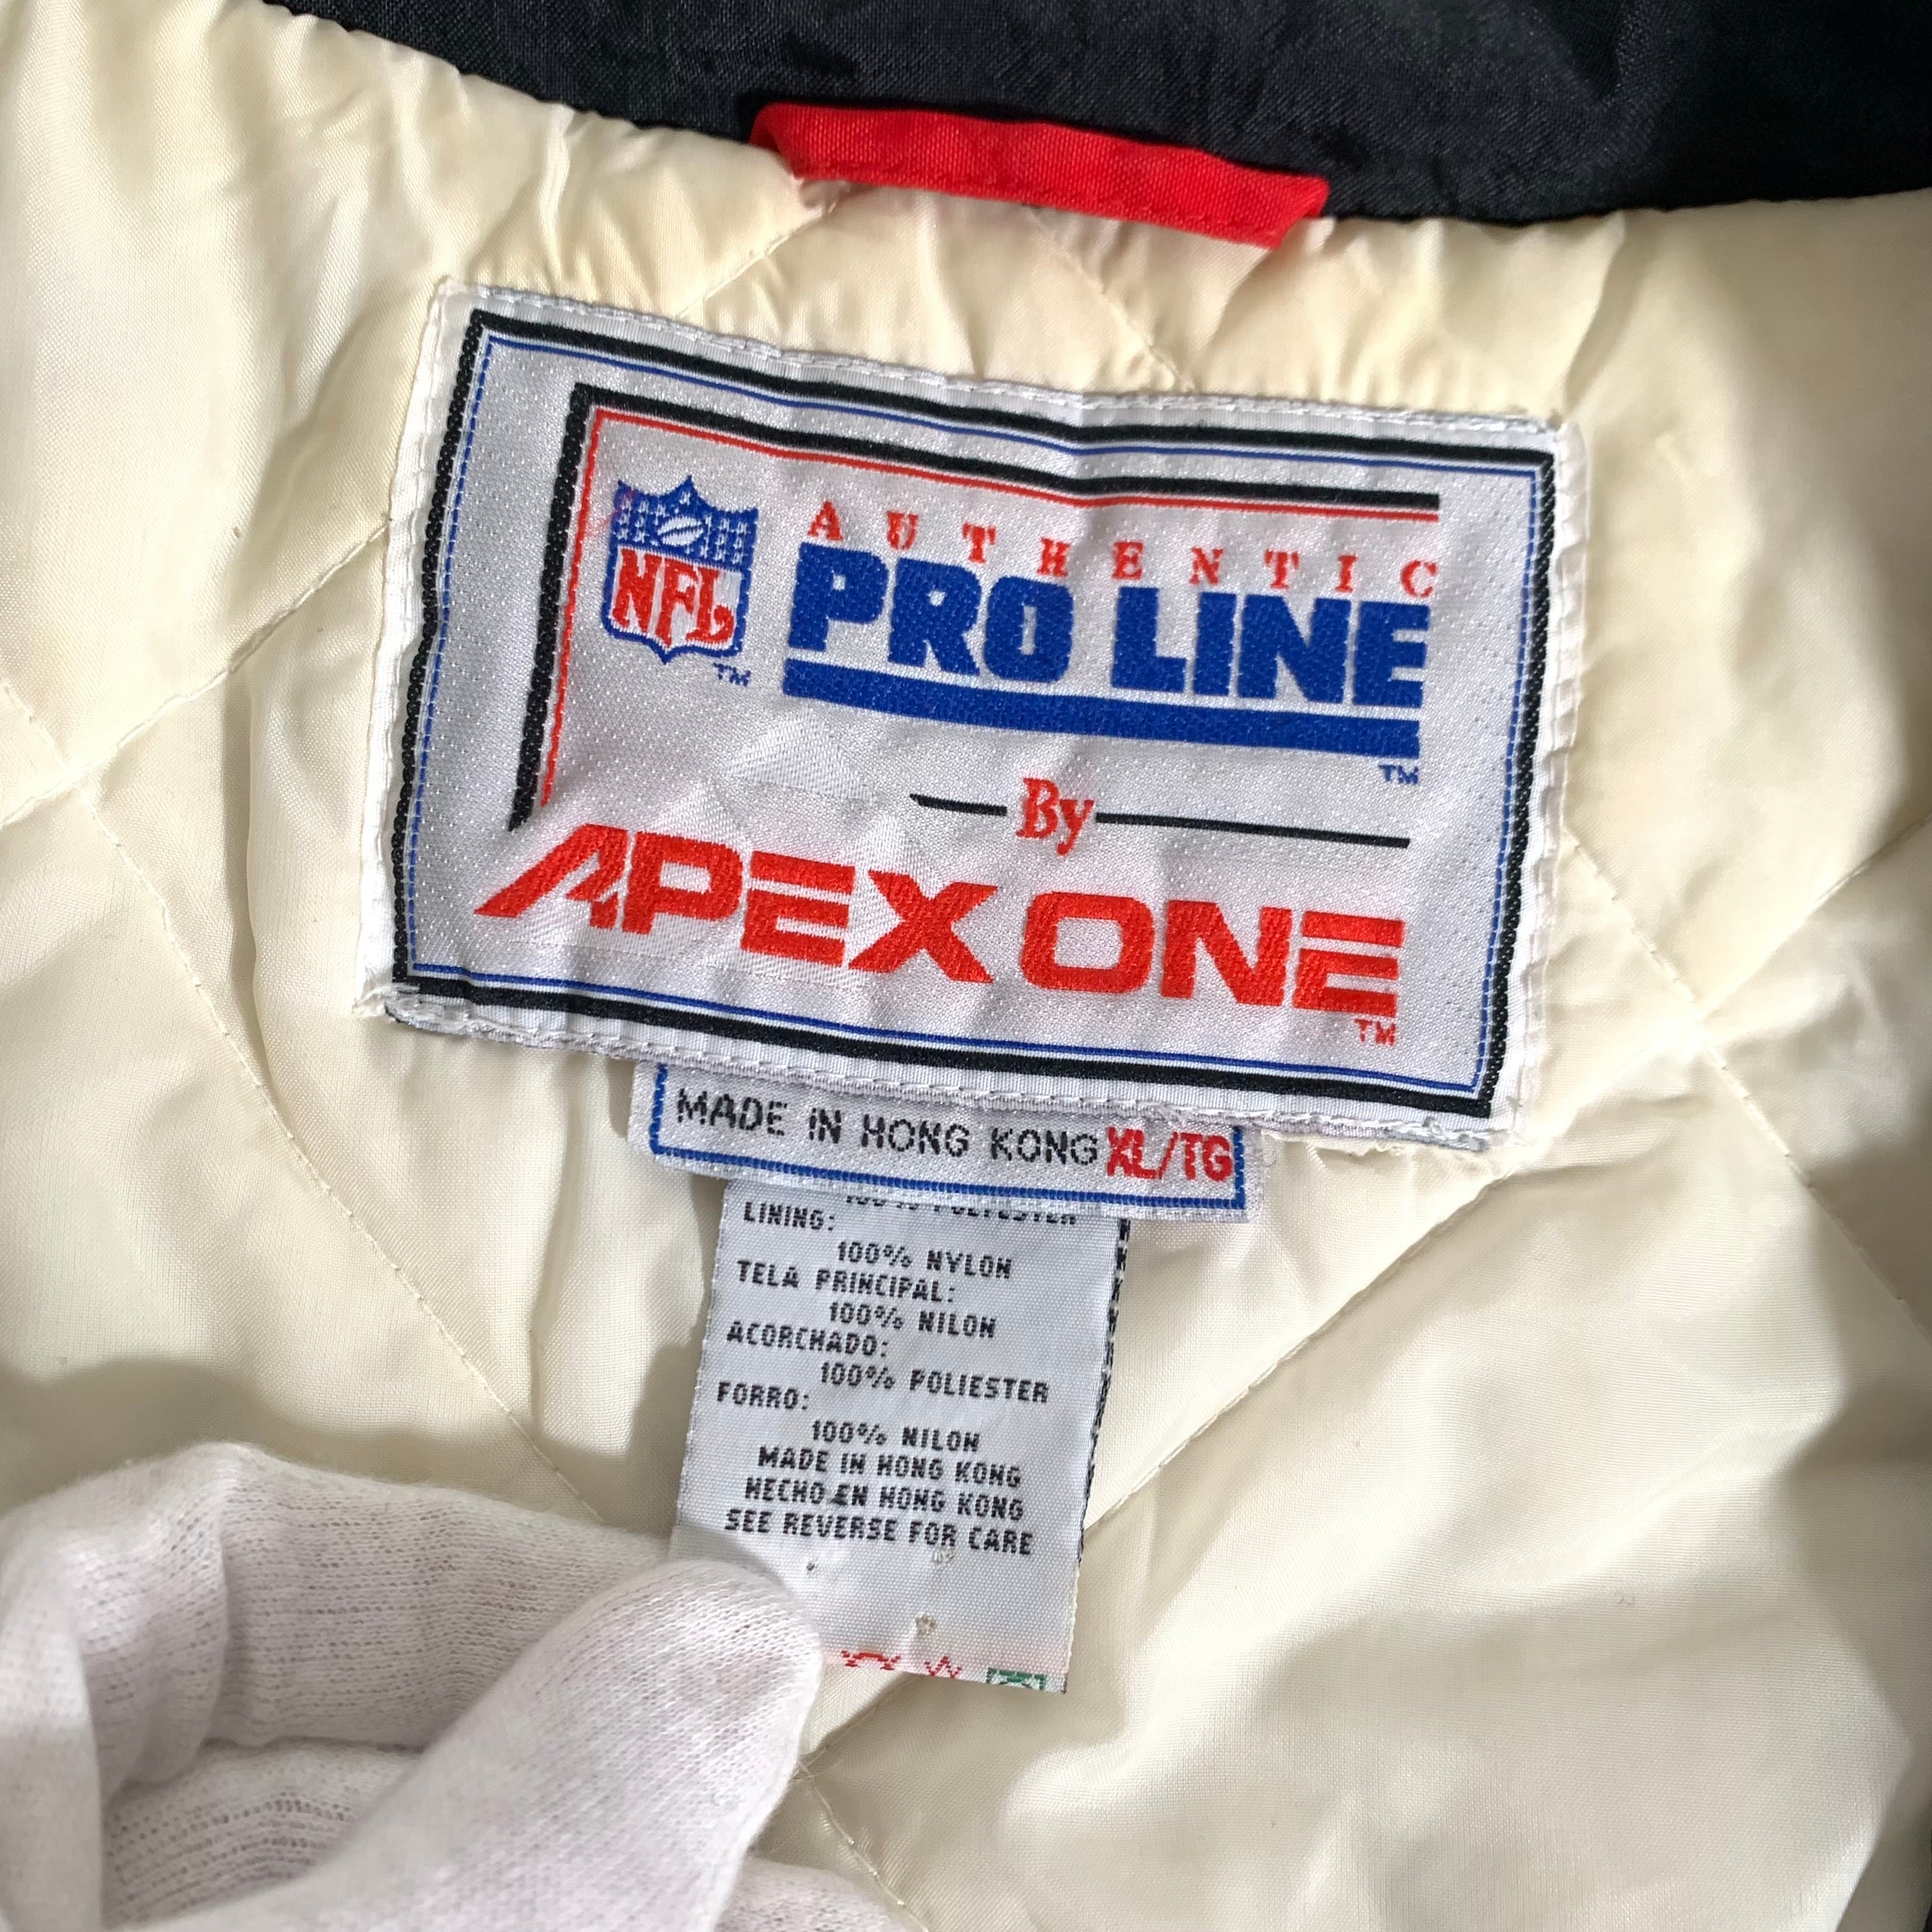 NFL
TM
AUTHENTIC
PRO LINE
TM
By
APEX ONE
TM
MADE IN HONG KONG XL/TG
100% POLYESTER
LINING:
100% NYLON
TELA PRINCIPAL:
100% NILON
ACORCHADO:
100% POLIESTER
FORRO:
100% NILON
MADE IN HONG KONG
HECHO EN HONG KONG
SEE REVERSE FOR CARE